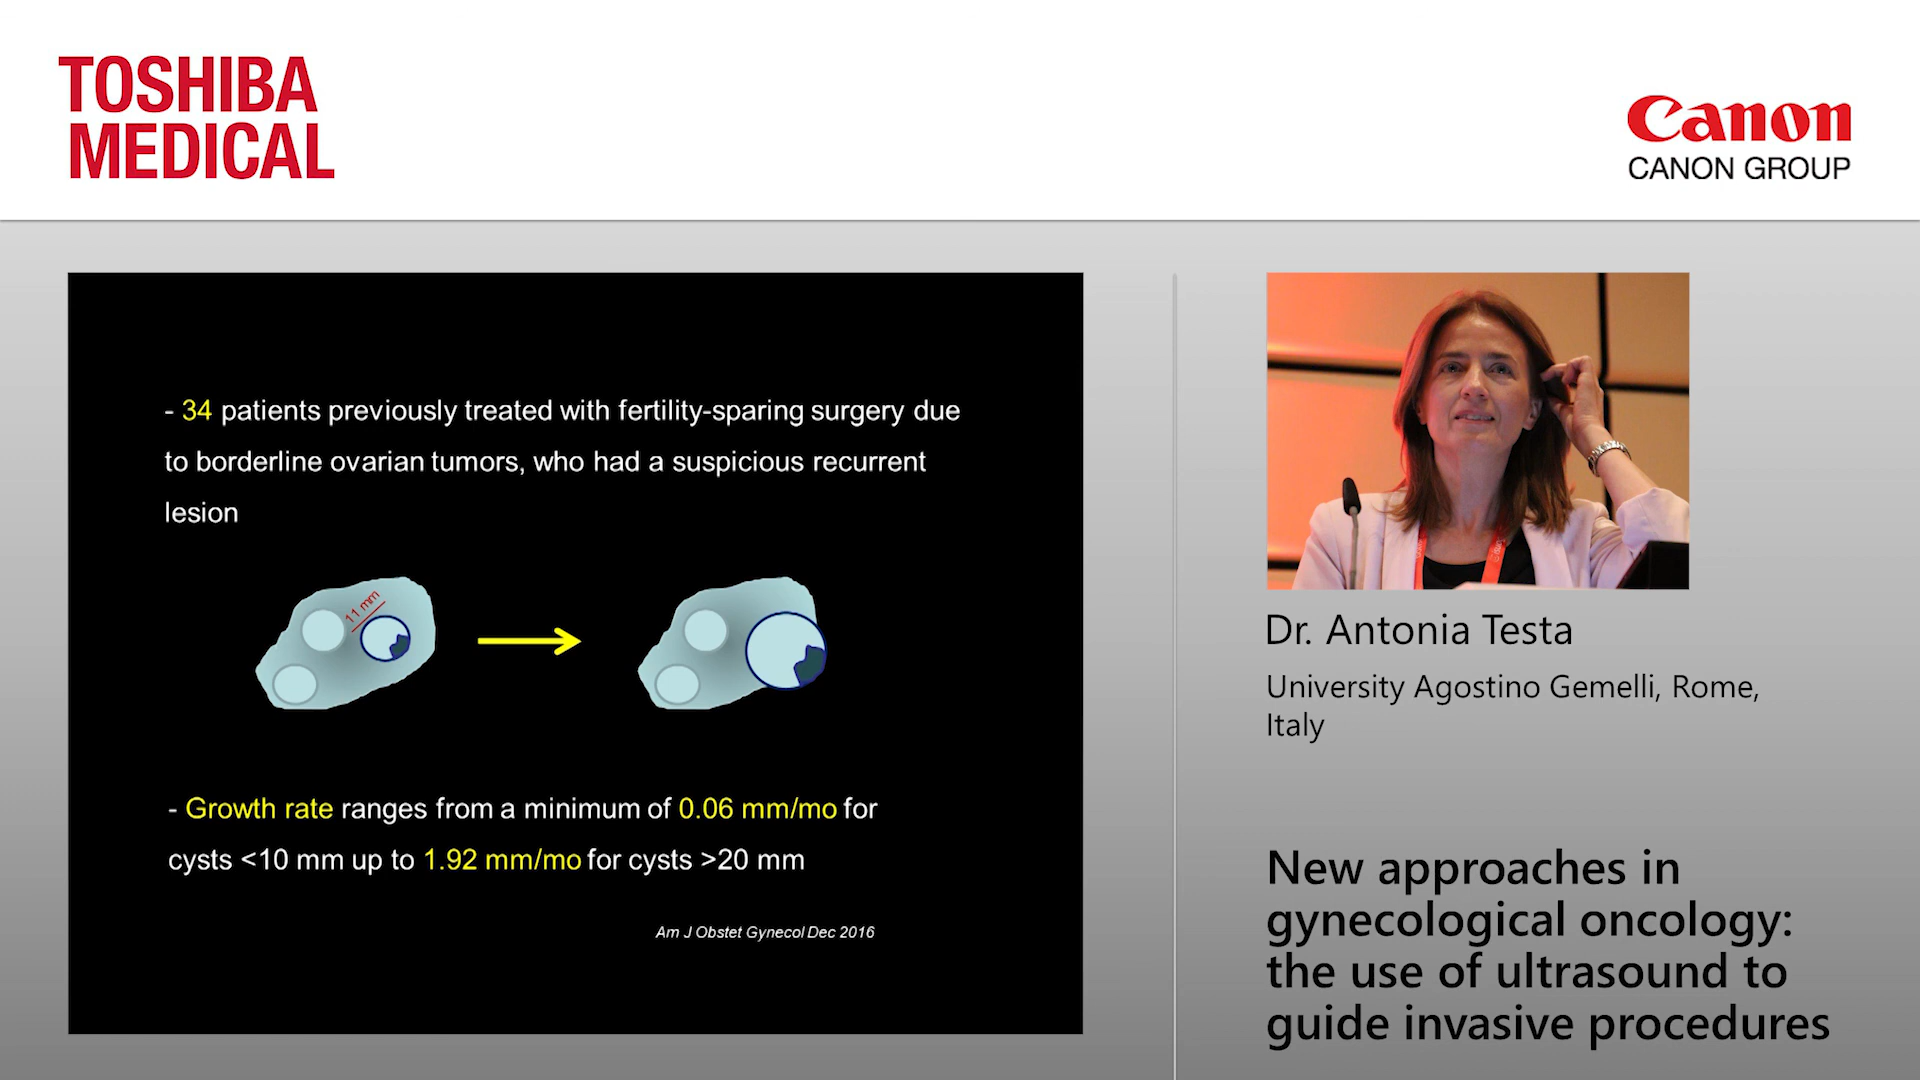 TOSHIBA
MEDICAL
Canon
CANON GROUP
- 34 patients previously treated with fertility-sparing surgery due
to borderline ovarian tumors, who had a suspicious recurrent
lesion
11 mm
- Growth rate ranges from a minimum of 0.06 mm/mo for
cysts <10 mm up to 1.92 mm/mo for cysts >20 mm
Am J Obstet Gynecol Dec 2016
Dr. Antonia Testa
University Agostino Gemelli, Rome,
Italy
New approaches in
gynecological oncology:
the use of ultrasound to
guide invasive procedures